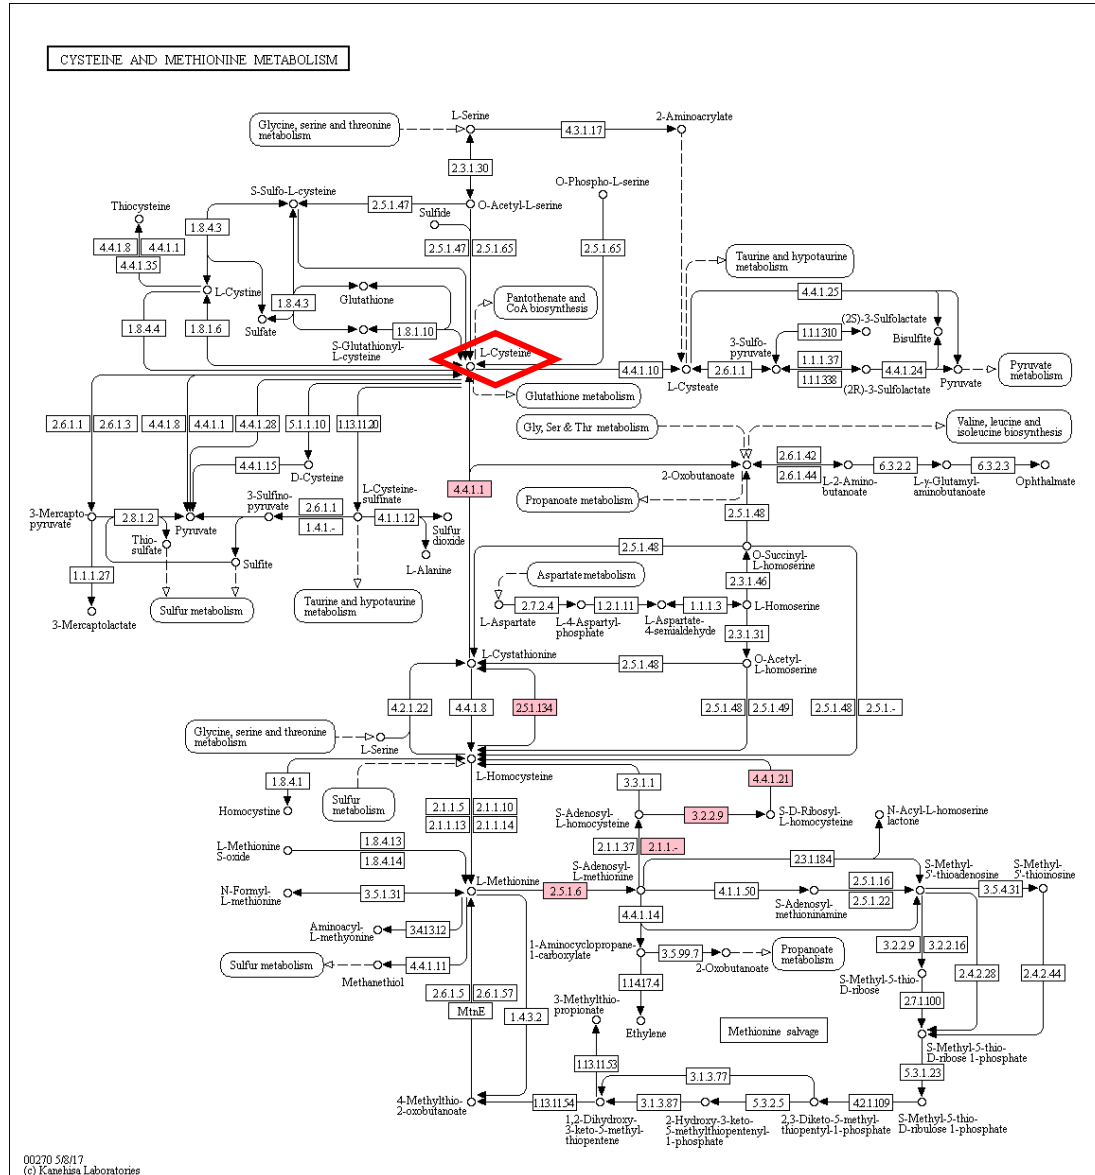 CYSTEINE AND METHIONINE METABOLISM
L-Serine
2-Aminoacrylate
Glycine, serine and threonine
metabolism
4.3.1.17
2.3.1.30
O-Phospho-L-serine
S-Sulfo-L-cysteine
Thiocysteine
2.5.1.47
O-Acetyl-L-serine
Sulfide
1.8.4.3
4.4.1.8
4.4.1.1
4.4.1.35
2.5.1.47
2.5.1.65
2.5.1.65
Taurine and hypotaurine
metabolism
L-Cystine
Glutathione
Pantothenate and
CoA biosynthesis
4.4.1.25
1.8.4.3
Sulfate
1.8.4.4
1.8.1.6
1.8.1.10
S-Glutathionyl-
L-cysteine
(2S)-3-Sulfolactate
1.1.1.310
Bisulfite
3-Sulfo-
pyruvate
L-Cysteine
4.4.1.10
L-Cysteate
2.6.1.1
1.1.1.37
1.1.1.338
4.4.1.24
(2R)-3-Sulfolactate
Pyruvate
Pyruvate
metabolism
Glutathione metabolism
2.6.1.1
2.6.1.3
4.4.1.8
4.4.1.1
4.4.1.28
5.1.1.10
1.13.11.20
Gly, Ser & Thr metabolism
Valine, leucine and
isoleucine biosynthesis
4.4.1.15
D-Cysteine
2-Oxobutanoate
2.6.1.42
2.6.1.44
L-2-Amino-
butanoate
6.3.2.2
L-γ-Glutamyl-
aminobutanoate
6.3.2.3
Ophthalmate
4.4.1.1
Propanoate metabolism
3-Mercapto-
pyruvate
2.8.1.2
Pyruvate
3-Sulfino-
pyruvate
2.6.1.1
1.4.1.-
L-Cysteine-
sulfinate
4.1.1.12
Sulfur
dioxide
2.5.1.48
Thio-
sulfate
Sulfite
L-Alanine
2.5.1.48
O-Succinyl-
L-homoserine
1.1.1.27
Aspartate metabolism
2.3.1.46
3-Mercaptolactate
Sulfur metabolism
Taurine and hypotaurine
metabolism
L-Aspartate
2.7.2.4
L-4-Aspartyl-
phosphate
1.2.1.11
L-Aspartate-
4-semialdehyde
1.1.1.3
L-Homoserine
2.3.1.31
L-Cystathionine
2.5.1.48
O-Acetyl-
L-homoserine
4.2.1.22
4.4.1.8
2.5.1.134
2.5.1.48
2.5.1.49
2.5.1.48
2.5.1.-
Glycine, serine and threonine
metabolism
L-Serine
L-Homocysteine
1.8.4.1
Homocystine
Sulfur
metabolism
3.3.1.1
4.4.1.21
2.1.1.5
2.1.1.10
2.1.1.13
2.1.1.14
S-Adenosyl-
L-homocysteine
3.2.2.9
S-D-Ribosyl-
L-homocysteine
N-Acyl-L-homoserine
lactone
L-Methionine
S-oxide
1.8.4.13
1.8.4.14
2.1.1.37
2.1.1.-
2.3.1.184
L-Methionine
S-Adenosyl-
L-methionine
S-Methyl-
5'-thioadenosine
S-Methyl-
5'-thioinosine
N-Formyl-
L-methionine
3.5.1.31
2.5.1.6
4.1.1.50
S-Adenosyl-
methioninamine
2.5.1.16
2.5.1.22
3.5.4.31
Aminoacyl-
L-methyonine
3.4.13.12
4.4.1.14
Sulfur metabolism
Methanethiol
4.4.1.11
1-Aminocyclopropane-
1-carboxylate
3.5.99.7
2-Oxobutanoate
Propanoate
metabolism
3.2.2.9
3.2.2.16
S-Methyl-5-thio-
D-ribose
2.4.2.28
2.4.2.44
2.6.1.5
2.6.1.57
MtnE
1.4.3.2
1.14.17.4
2.7.1.100
3-Methylthio-
propionate
Ethylene
Methionine salvage
S-Methyl-5-thio-
D-ribose 1-phosphate
1.13.11.53
3.1.3.77
5.3.1.23
4-Methylthio-
2-oxobutanoate
1.13.11.54
1,2-Dihydroxy-
3-keto-5-methyl-
thiopentene
3.1.3.87
2-Hydroxy-3-keto-
5-methylthiopentenyl-
1-phosphate
5.3.2.5
2,3-Diketo-5-methyl-
thiopentyl-1-phosphate
4.2.1.109
S-Methyl-5-thio-
D-ribulose 1-phosphate
00270 5/8/17
(c) Kanehisa Laboratories